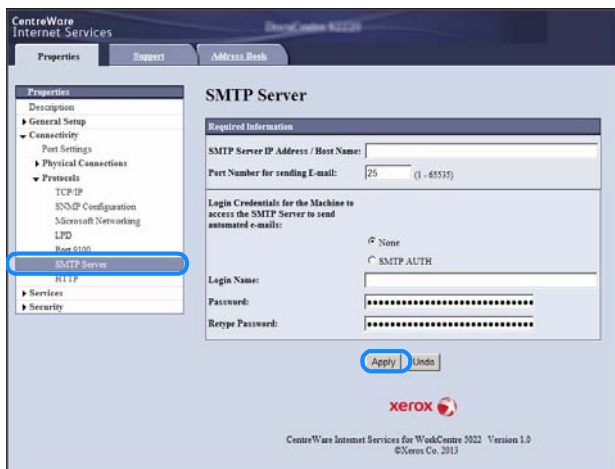 CentreWare
Internet Services
Properties
Support
Address Book
Properties
Description
General Setup
Connectivity
Port Settings
Physical Connections
Protocols
TCP/IP
SNMP Configuration
Microsoft Networking
LPD
Port 9100
SMTP Server
HTTP
Services
Security
SMTP Server
Required Information
SMTP Server IP Address / Host Name:
Port Number for sending E-mail: 25 (1 - 65535)
Login Credentials for the Machine to
access the SMTP Server to send
automated e-mails:
None
SMTP AUTH
Login Name:
Password:
Retype Password:
Apply Undo
xerox
CentreWare Internet Services for WorkCentre 5022 Version 1.0
©Xerox Co. 2013